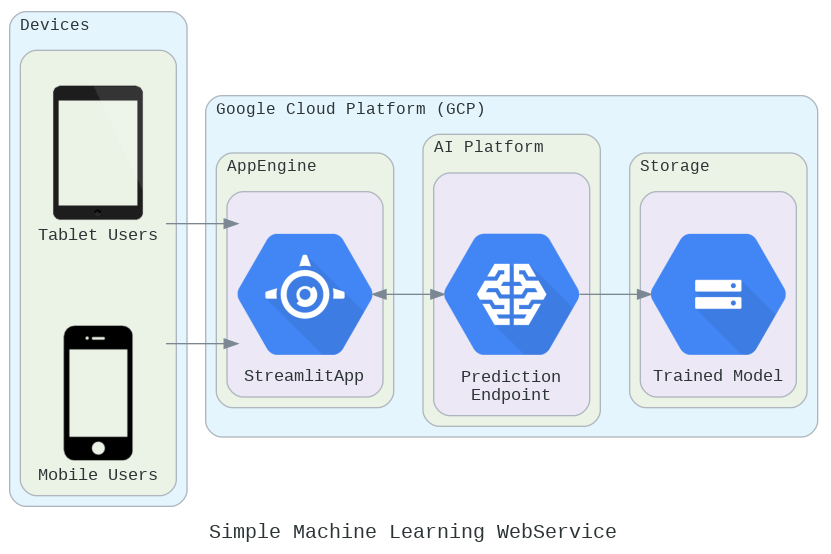 Devices
Tablet Users
Mobile Users
Google Cloud Platform (GCP)
AppEngine
StreamlitApp
AI Platform
Prediction
Endpoint
Storage
Trained Model
Simple Machine Learning WebService